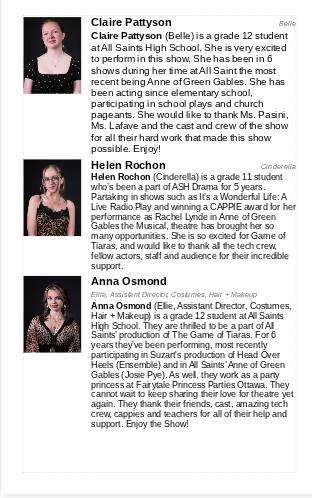 Claire Pattyson
Belle
Claire Pattyson (Belle) is a grade 12 student
at All Saints High School. She is very excited
to perform in this show. She has been in 6
shows during her time at All Saint the most
recent being Anne of Green Gables. She has
been acting since elementary school,
participating in school plays and church
pageants. She would like to thank Ms. Pasini,
Ms. Lafave and the cast and crew of the show
for all their hard work that made this show
possible. Enjoy!
Helen Rochon
Cinderella
Helen Rochon (Cinderella) is a grade 11 student
who's been a part of ASH Drama for 5 years.
Partaking in shows such as It's a Wonderful Life: A
Live Radio Play and winning a CAPPIE award for her
performance as Rachel Lynde in Anne of Green
Gables the Musical, theatre has brought her so
many opportunities. She is so excited for Game of
Tiaras, and would like to thank all the tech crew,
fellow actors, staff and audience for their incredible
support.
Anna Osmond
Ellie, Assistant Director, Costumes, Hair + Makeup
Anna Osmond (Ellie, Assistant Director, Costumes,
Hair + Makeup) is a grade 12 student at All Saints
High School. They are thrilled to be a part of All
Saints' production of The Game of Tiaras. For 6
years they've been performing, most recently
participating in Suzart's production of Head Over
Heels (Ensemble) and in All Saints' Anne of Green
Gables (Josie Pye). As well, they work as a party
princess at Fairytale Princess Parties Ottawa. They
cannot wait to keep sharing their love for theatre yet
again. They thank their friends, cast, amazing tech
crew, cappies and teachers for all of their help and
support. Enjoy the Show!